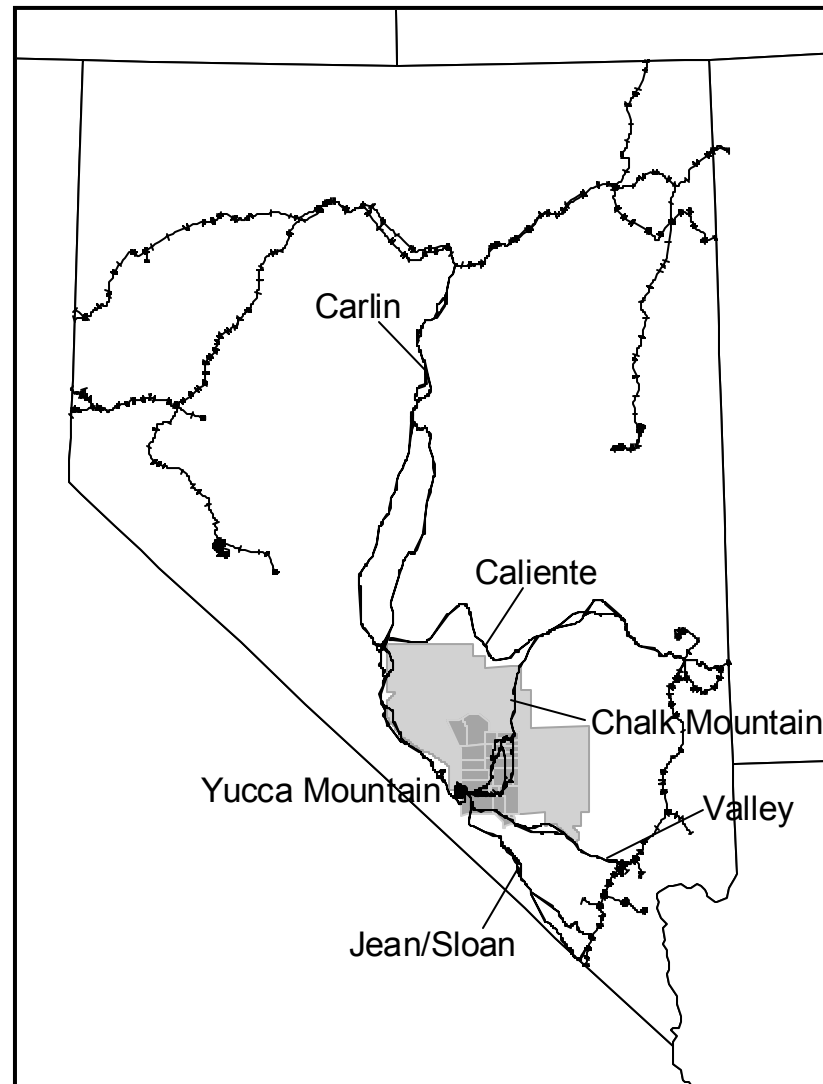 Carlin
Caliente
Chalk Mountain
Yucca Mountain
Valley
Jean/Sloan